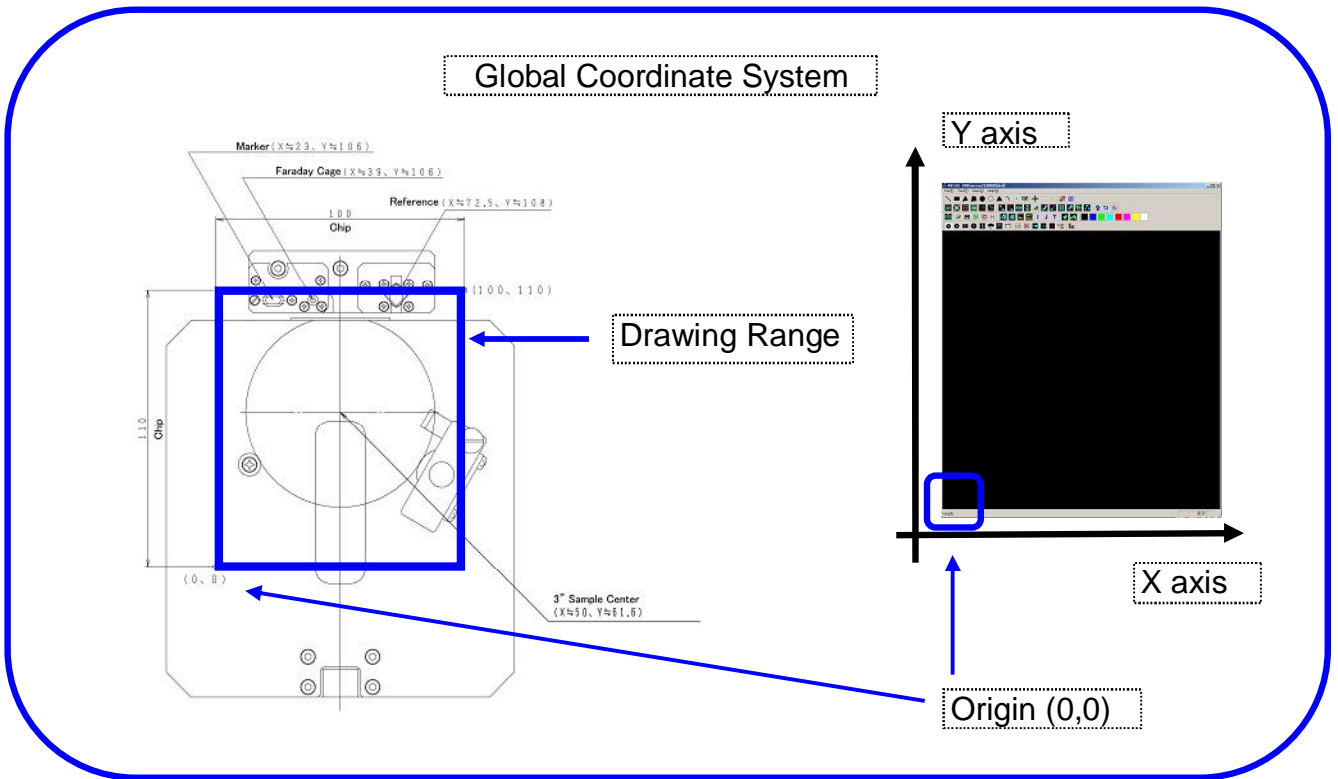 Global Coordinate System
Marker(X≒23、Y≒106)
Faraday Cage(X≒39、Y≒106)
Reference(X≒72.5、Y≒108)
100
Chip
(100、110)
110
Chip
Drawing Range
(0、0)
3" Sample Center
(X≒50、Y≒61.6)
Y axis
X axis
Origin (0,0)